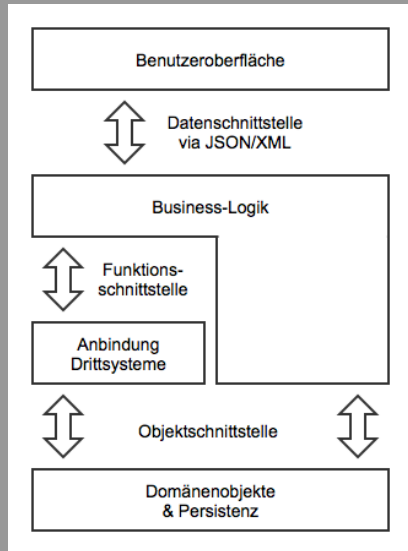 Benutzeroberfläche
Datenschnittstelle
via JSON/XML
Business-Logik
Funktions-
schnittstelle
Anbindung
Drittsysteme
Objektschnittstelle
Domänenobjekte
& Persistenz